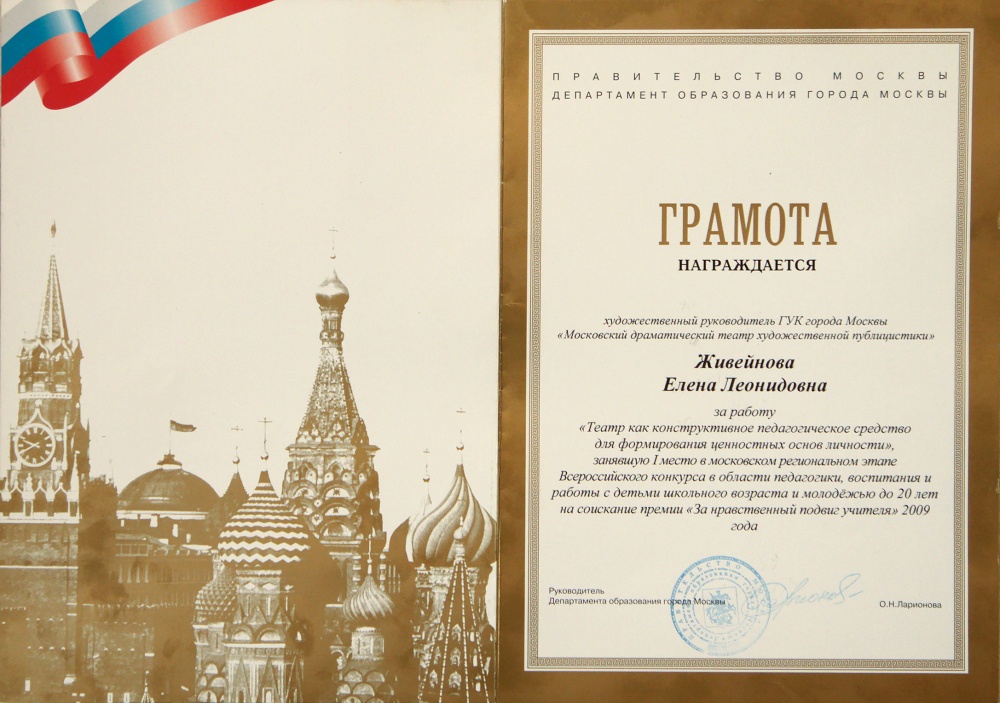 ПРАВИТЕЛЬСТВО МОСКВЫ
ДЕПАРТАМЕНТ ОБРАЗОВАНИЯ ГОРОДА МОСКВЫ
ГРАМОТА
НАГРАЖДАЕТСЯ
художественный руководитель ГУК города Москвы
«Московский драматический театр художественной публицистики»
Живейнова
Елена Леонидовна
за работу
«Театр как конструктивное педагогическое средство
для формирования ценностных основ личности»,
занявшую I место в московском региональном этапе
Всероссийского конкурса в области педагогики, воспитания и
работы с детьми школьного возраста и молодёжью до 20 лет
на соискание премии «За нравственный подвиг учителя» 2009
года
Руководитель
Департамента образования города Москвы
О.Н.Ларионова